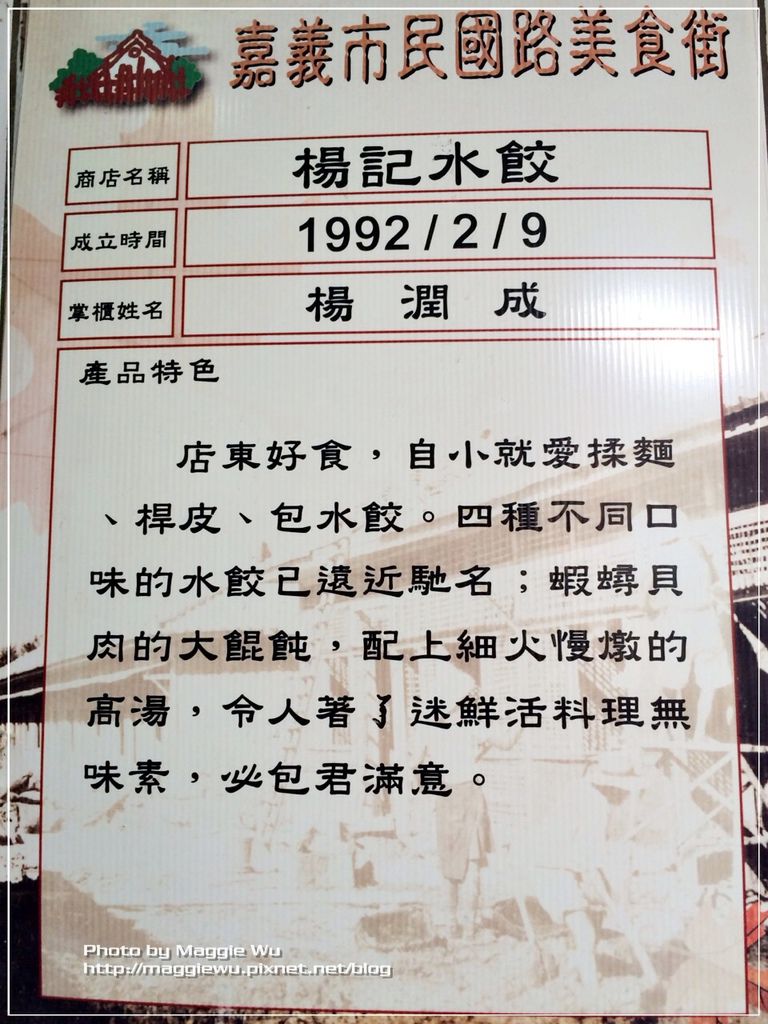 嘉義市民國路美食街
商店名稱 楊記水餃
成立時間 1992/2/9
掌櫃姓名 楊潤成
產品特色
店東好食，自小就愛揉麵
、桿皮、包水餃。四種不同口
味的水餃已遠近馳名；蝦蟳貝
肉的大餛飩，配上細火慢燉的
高湯，令人著了迷鮮活料理無
味素，必包君滿意。
Photo by Maggie Wu
http://maggiewu.pixnet.net/blog